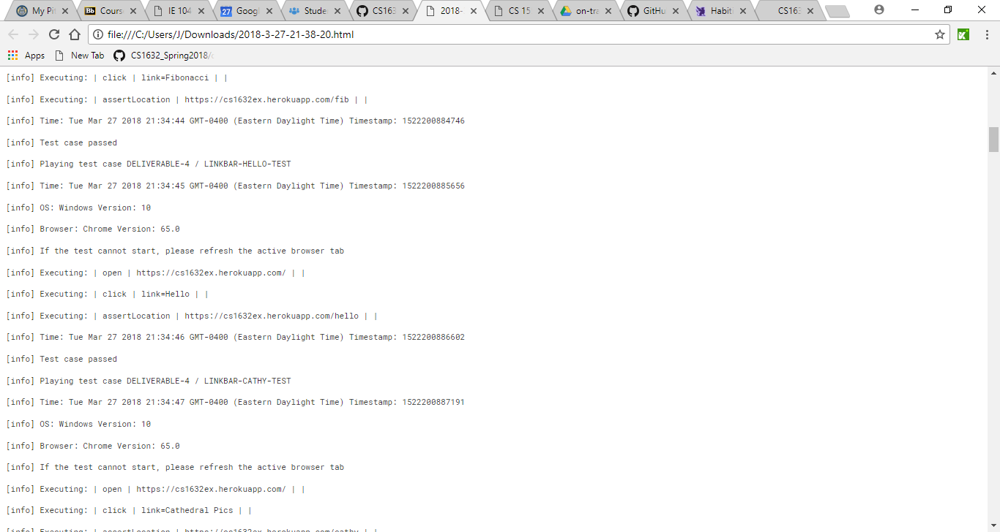 My Pi
Cours
IE 104
27 Googl
Stude
CS163
2018-
CS 15
on-tra
GitHu
Habiti
CS163
file:///C:/Users/J/Downloads/2018-3-27-21-38-20.html
Apps New Tab CS1632_Spring2018/
[info] Executing: | click | link=Fibonacci | |
[info] Executing: | assertLocation | https://cs1632ex.herokuapp.com/fib | |
[info] Time: Tue Mar 27 2018 21:34:44 GMT-0400 (Eastern Daylight Time) Timestamp: 1522200884746
[info] Test case passed
[info] Playing test case DELIVERABLE-4 / LINKBAR-HELLO-TEST
[info] Time: Tue Mar 27 2018 21:34:45 GMT-0400 (Eastern Daylight Time) Timestamp: 1522200885656
[info] OS: Windows Version: 10
[info] Browser: Chrome Version: 65.0
[info] If the test cannot start, please refresh the active browser tab
[info] Executing: | open | https://cs1632ex.herokuapp.com/ | |
[info] Executing: | click | link=Hello | |
[info] Executing: | assertLocation | https://cs1632ex.herokuapp.com/hello | |
[info] Time: Tue Mar 27 2018 21:34:46 GMT-0400 (Eastern Daylight Time) Timestamp: 1522200886602
[info] Test case passed
[info] Playing test case DELIVERABLE-4 / LINKBAR-CATHY-TEST
[info] Time: Tue Mar 27 2018 21:34:47 GMT-0400 (Eastern Daylight Time) Timestamp: 1522200887191
[info] OS: Windows Version: 10
[info] Browser: Chrome Version: 65.0
[info] If the test cannot start, please refresh the active browser tab
[info] Executing: | open | https://cs1632ex.herokuapp.com/ | |
[info] Executing: | click | link=Cathedral Pics | |
[info] Executing: | assertLocation | https://cs1632ex.herokuapp.com/cathy | |